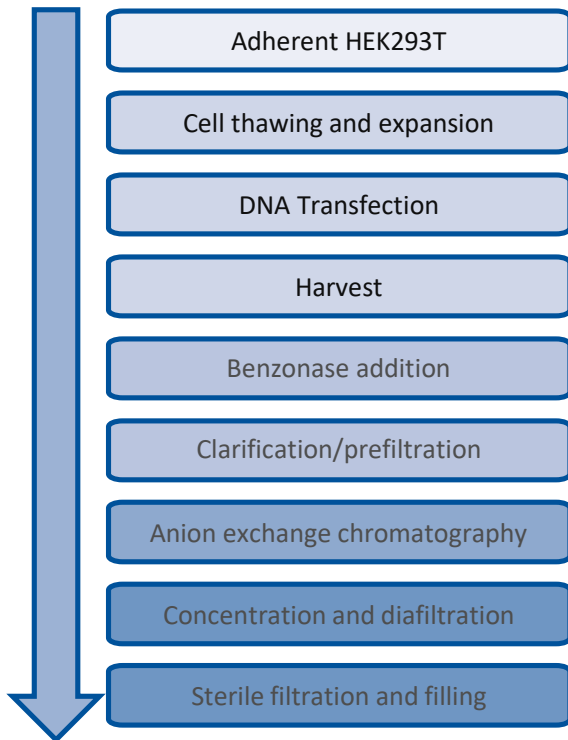 Adherent HEK293T
Cell thawing and expansion
DNA Transfection
Harvest
Benzonase addition
Clarification/prefiltration
Anion exchange chromatography
Concentration and diafiltration
Sterile filtration and filling